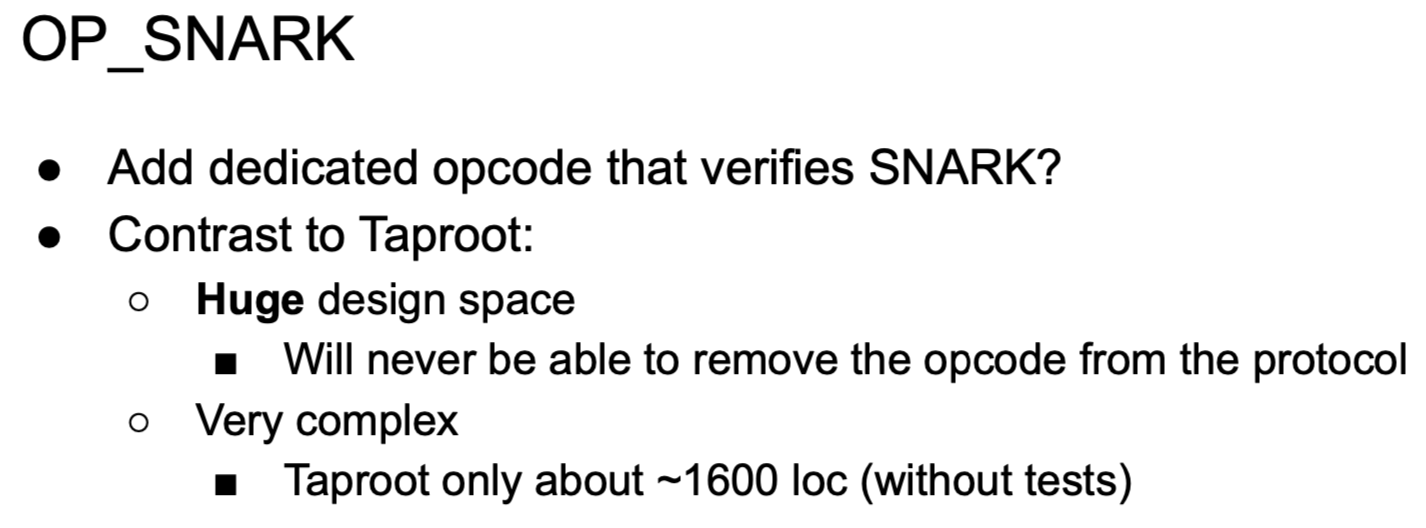 OP_SNARK
● Add dedicated opcode that verifies SNARK?
● Contrast to Taproot:
○ Huge design space
■ Will never be able to remove the opcode from the protocol
○ Very complex
■ Taproot only about ~1600 loc (without tests)